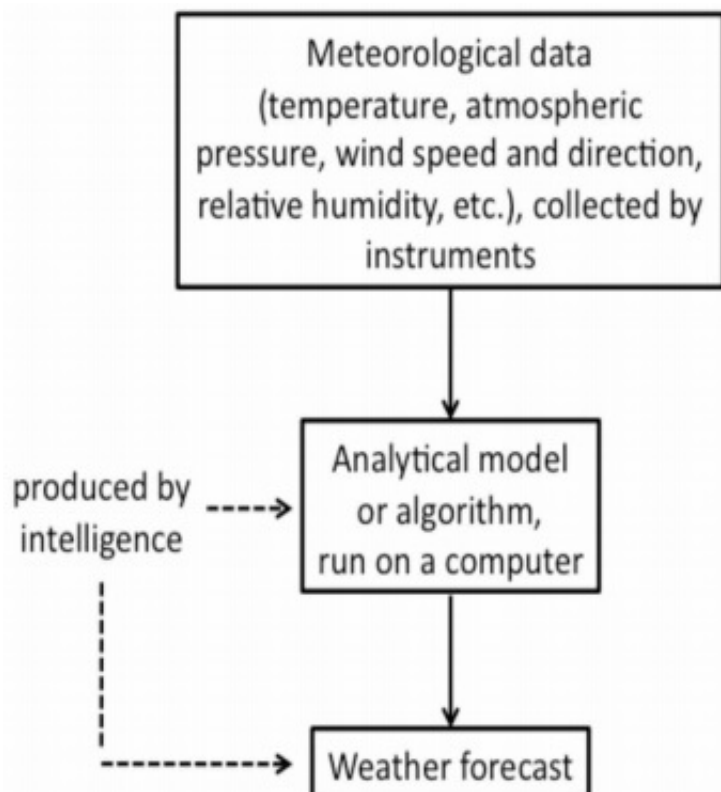 Meteorological data
(temperature, atmospheric
pressure, wind speed and direction,
relative humidity, etc.), collected by
instruments
Analytical model
or algorithm,
run on a computer
produced by
intelligence
Weather forecast